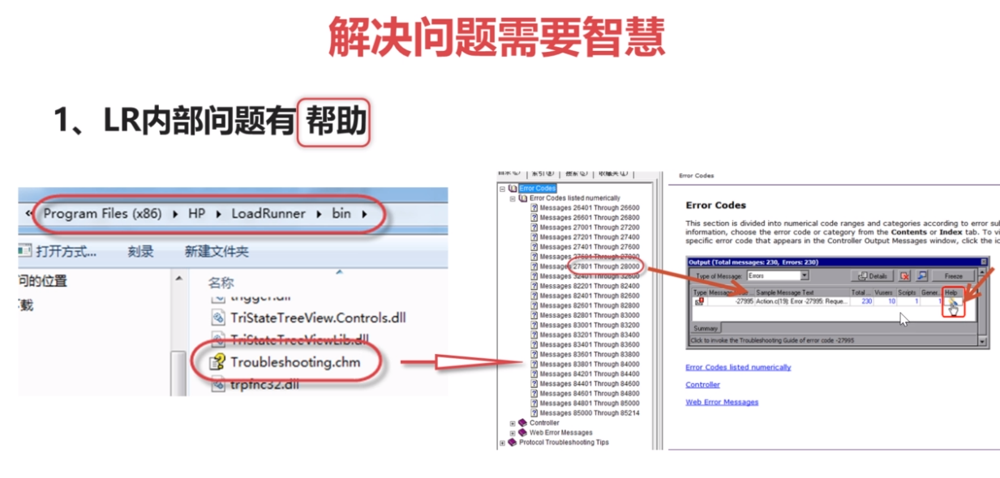 解决问题需要智慧
1、LR内部问题有 帮助
« Program Files (x86) HP LoadRunner bin
打开方式... 刻录 新建文件夹
问的位置
名称
trigger.dll
TriStateTreeView.Controls.dll
TriStateTreeViewLib.dll
Troubleshooting.chm
trpfnc32.dll
Error Codes
Error Codes listed numerically
Messages 26401 Through 26600
Messages 26601 Through 26800
Messages 27001 Through 27200
Messages 27201 Through 27400
Messages 27401 Through 27600
Messages 27601 Through 27800
Messages 27801 Through 28000
Messages 32401 Through 32600
Messages 82201 Through 82400
Messages 82401 Through 82600
Messages 82601 Through 82800
Messages 82801 Through 83000
Messages 83001 Through 83200
Messages 83201 Through 83400
Messages 83401 Through 83600
Messages 83601 Through 83800
Messages 83801 Through 84000
Messages 84201 Through 84400
Messages 84401 Through 84600
Messages 84601 Through 84800
Messages 84801 Through 85000
Messages 85000 Through 85214
Controller
Web Error Messages
Protocol Troubleshooting Tips
Error Codes
Error Codes
This section is divided into numerical code ranges and categories according to error
information, choose the error code or category from the Contents or Index tab. To
specific error code that appears in the Controller Output Messages window, click the
Output (Total messages: 230, Errors: 230)
Type of Message: Errors Details Freeze
Type Message ... Sample Message Text Total ... Vusers Scripts Gener... Help
-27995 Action.c(19): Error -27995: Reque... 230 10 1 1
Summary
Click to invoke the Troubleshooting Guide of error code -27995
Error Codes listed numerically
Controller
Web Error Messages